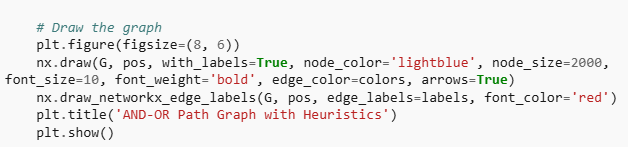 # Draw the graph
plt.figure(figsize=(8, 6))
nx.draw(G, pos, with_labels=True, node_color='lightblue', node_size=2000,
font_size=10, font_weight='bold', edge_color=colors, arrows=True)
nx.draw_networkx_edge_labels(G, pos, edge_labels=labels, font_color='red')
plt.title('AND-OR Path Graph with Heuristics')
plt.show()